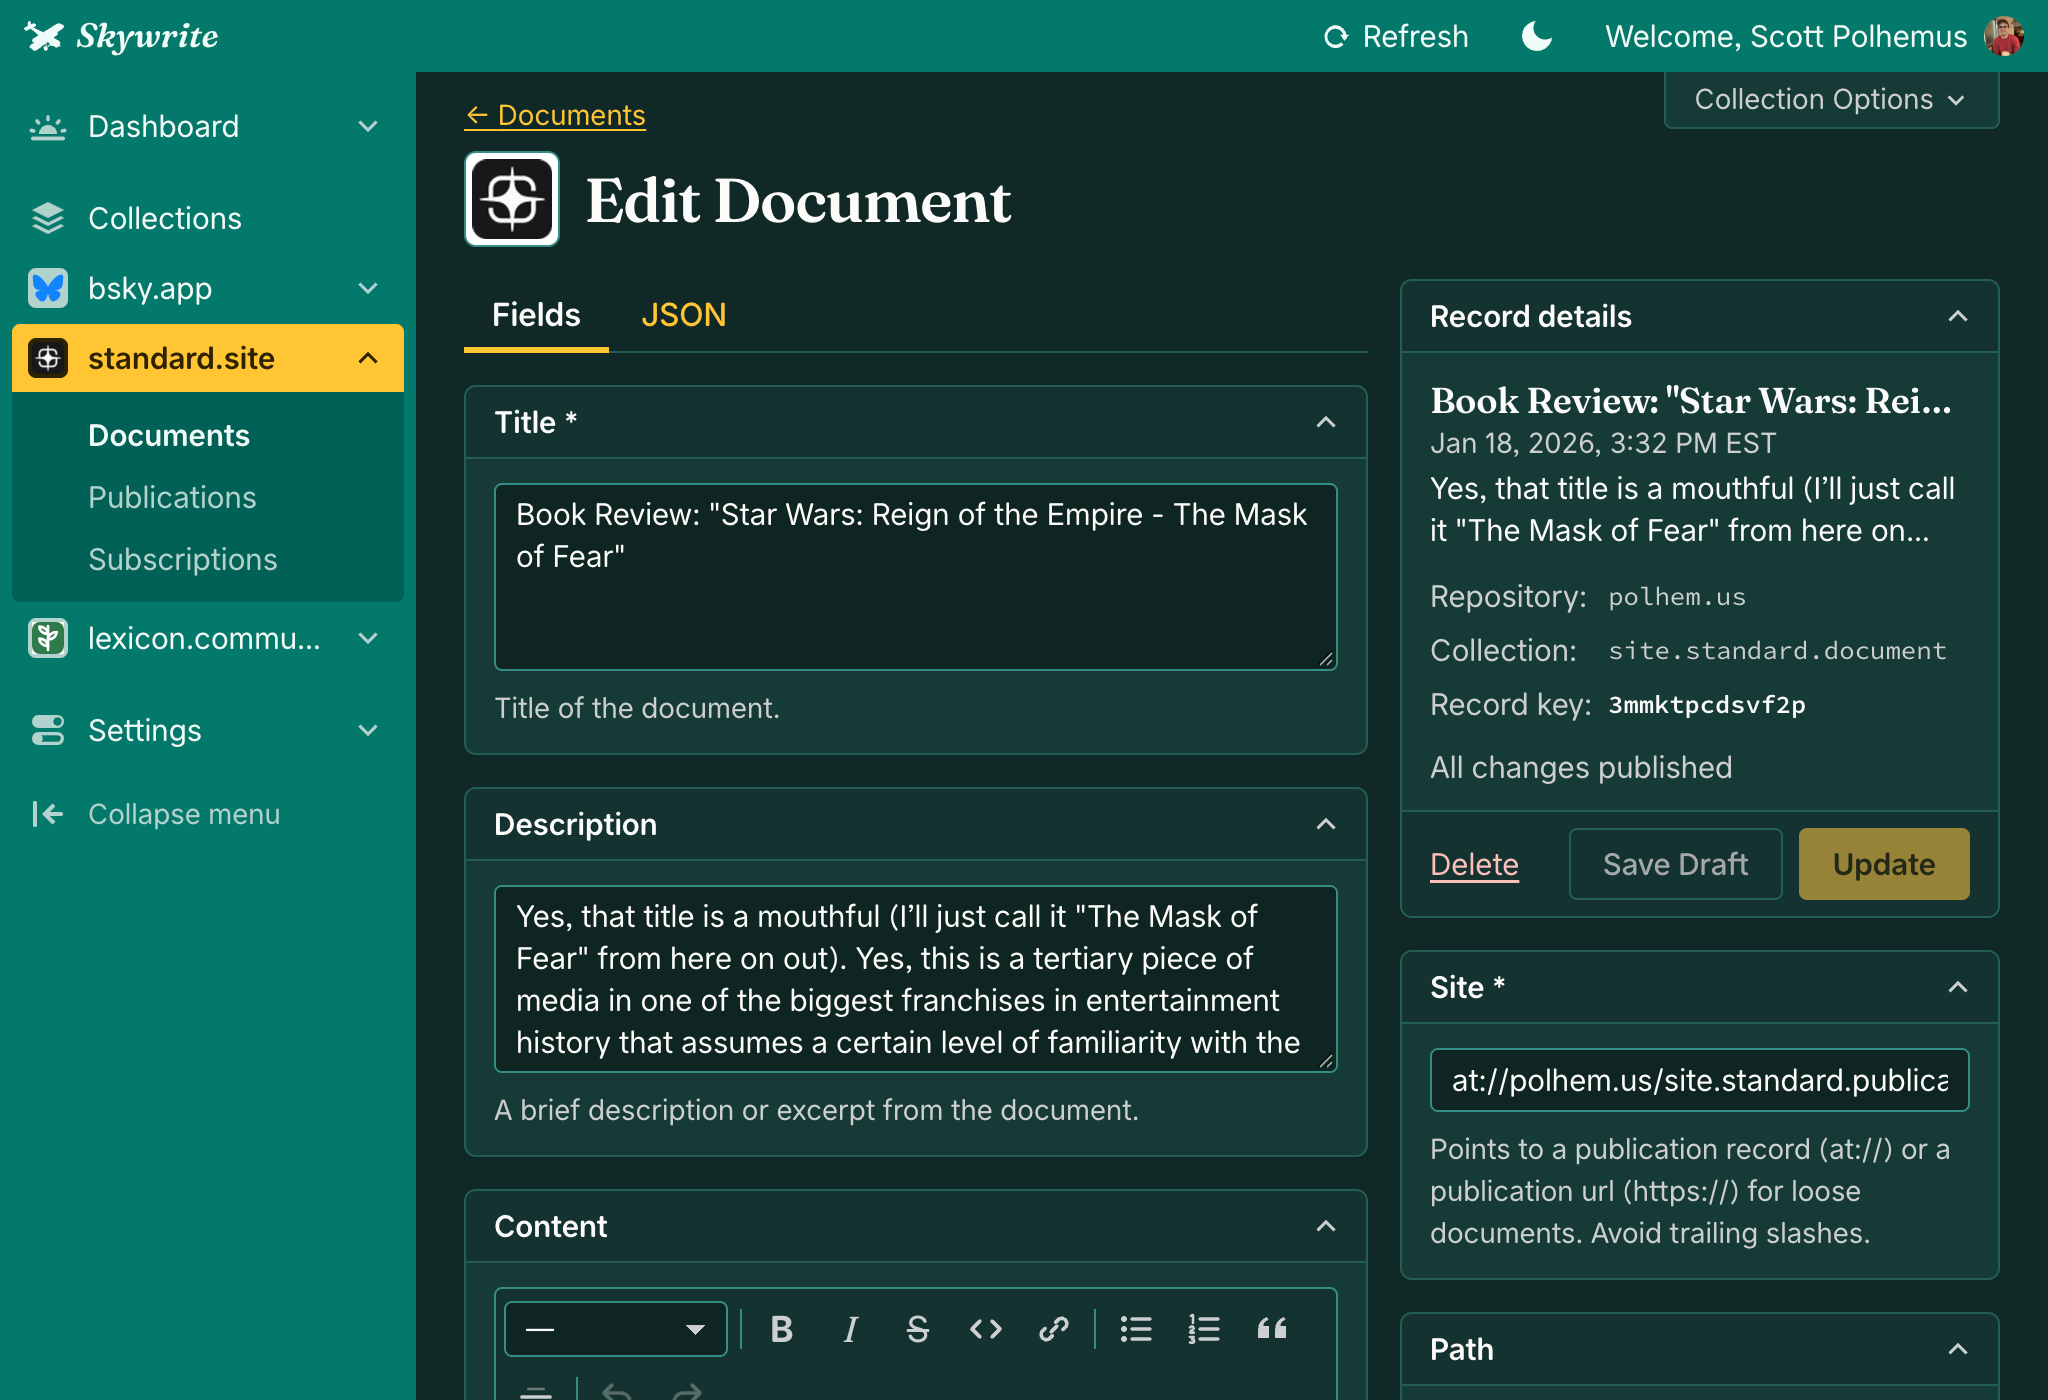 Skywrite
Refresh
Welcome, Scott Polhemus
Dashboard
Collections
bsky.app
standard.site
Documents
Publications
Subscriptions
lexicon.commu...
Settings
Collapse menu
← Documents
Collection Options
Edit Document
Fields
JSON
Title *
Book Review: "Star Wars: Reign of the Empire - The Mask
of Fear"
Title of the document.
Description
Yes, that title is a mouthful (I’ll just call it "The Mask of
Fear" from here on out). Yes, this is a tertiary piece of
media in one of the biggest franchises in entertainment
history that assumes a certain level of familiarity with the
A brief description or excerpt from the document.
Content
—
B I S
Record details
Book Review: "Star Wars: Rei...
Jan 18, 2026, 3:32 PM EST
Yes, that title is a mouthful (I’ll just call
it "The Mask of Fear" from here on...
Repository: polhem.us
Collection: site.standard.document
Record key: 3mmktpcdsvf2p
All changes published
Delete
Save Draft
Update
Site *
at://polhem.us/site.standard.publica
Points to a publication record (at://) or a
publication url (https://) for loose
documents. Avoid trailing slashes.
Path